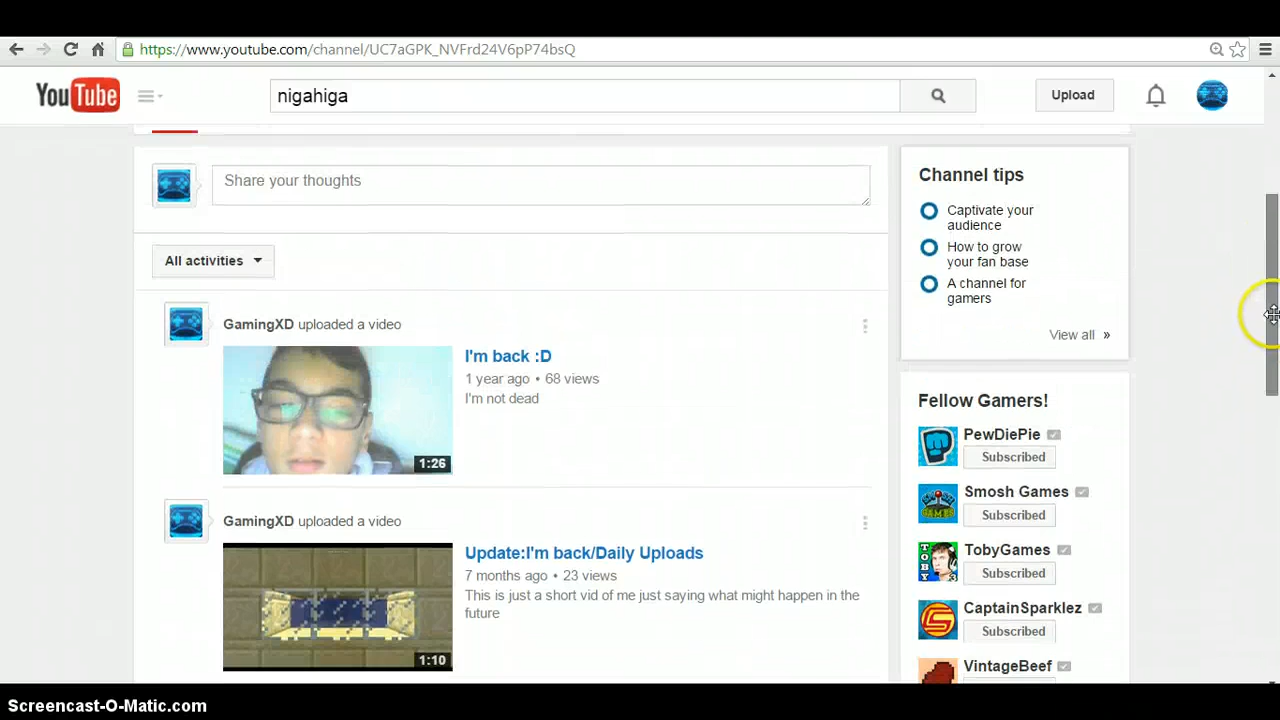 https://www.youtube.com/channel/UC7aGPK_NVFrd24V6pP74bsQ
YouTube
nigahiga
Upload
Share your thoughts
All activities
GamingXD uploaded a video
I'm back :D
1 year ago • 68 views
I'm not dead
1:26
GamingXD uploaded a video
Update:I'm back/Daily Uploads
7 months ago • 23 views
This is just a short vid of me just saying what might happen in the
future
1:10
Channel tips
Captivate your
audience
How to grow
your fan base
A channel for
gamers
View all »
Fellow Gamers!
PewDiePie
Subscribed
Smosh Games
Subscribed
TobyGames
Subscribed
CaptainSparklez
Subscribed
VintageBeef
TOBY
Screencast-O-Matic.com